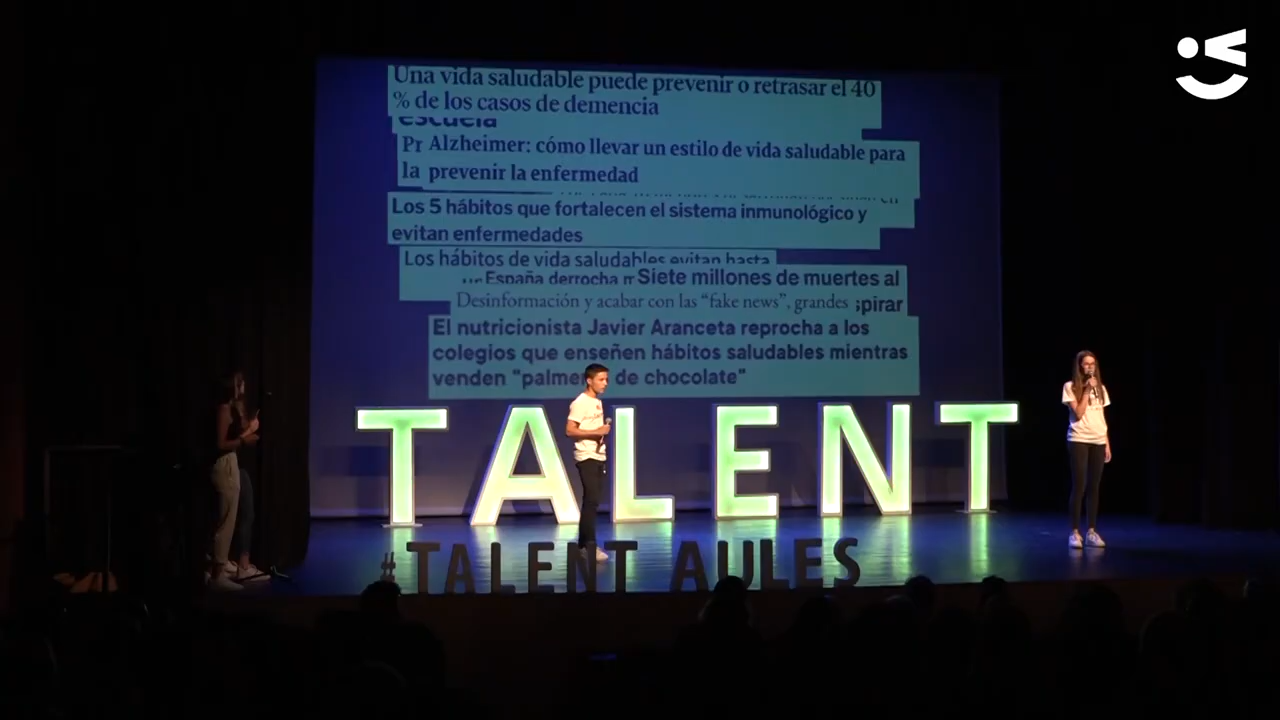 Una vida saludable puede prevenir o retrasar el 40
% de los casos de demencia
escuela
Pr Alzheimer: cómo llevar un estilo de vida saludable para
la prevenir la enfermedad
Los 5 hábitos que fortalecen el sistema inmunológico y
evitan enfermedades
Los hábitos de vida saludables evitan hasta
España derrocha m Siete millones de muertes al
Desinformación y acabar con las “fake news”, grandes spirar
El nutricionista Javier Aranceta reprocha a los
colegios que enseñen hábitos saludables mientras
venden "palme de chocolate"
TALENT
#TALENT AULES